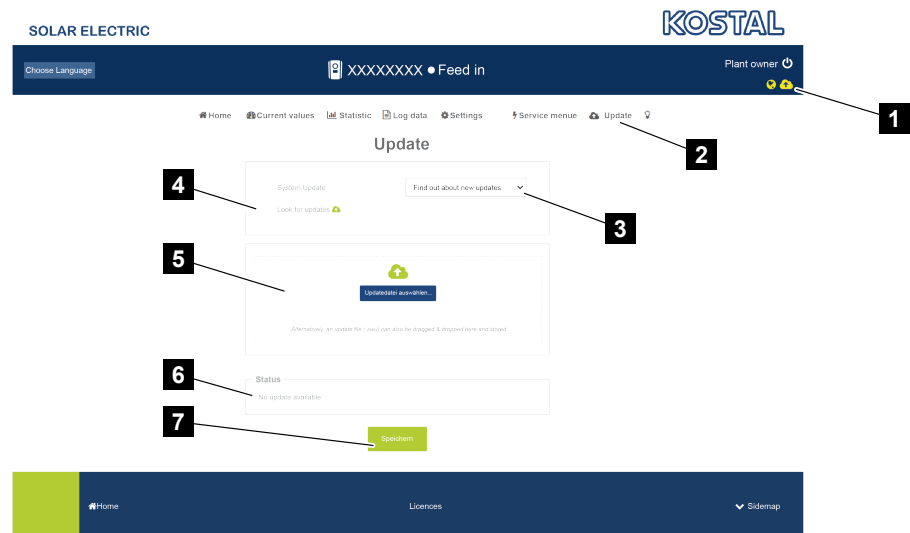 SOLAR ELECTRIC
KOSTAL
Choose Language
XXXXXXXX ● Feed in
Plant owner
1
Home Current values Statistic Log data Settings Service menue Update
2
Update
4
System Update
Find out about new updates
Look for updates
3
5
Updatedatei auswählen...
Alternatively, an update file (.swu) can also be dragged & dropped here and stored
6
Status
No update available
7
Speichern
Home
Licences
Sidemap